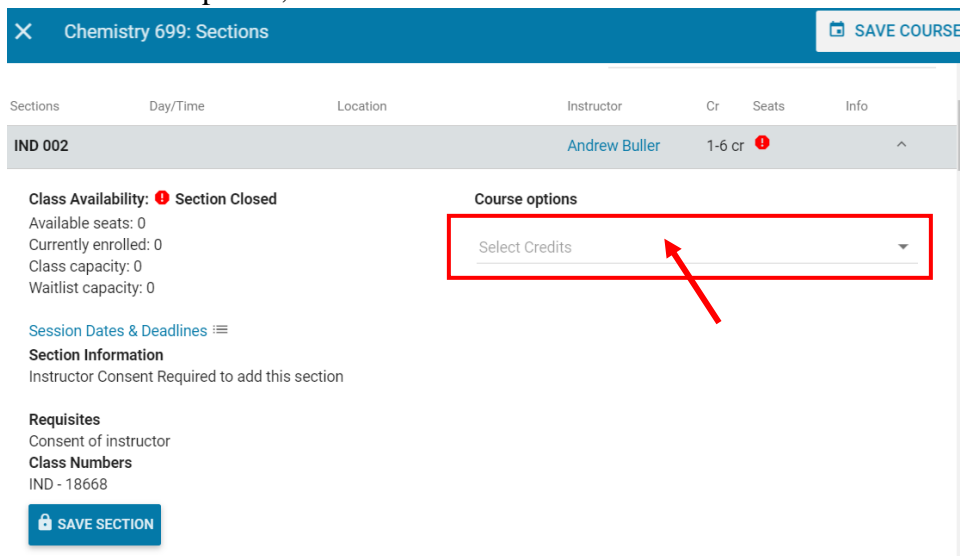 Chemistry 699: Sections
SAVE COURSE
Sections Day/Time Location Instructor Cr Seats Info
IND 002 Andrew Buller 1-6 cr
Class Availability: Section Closed
Available seats: 0
Currently enrolled: 0
Class capacity: 0
Waitlist capacity: 0
Course options
Select Credits
Session Dates & Deadlines
Section Information
Instructor Consent Required to add this section
Requisites
Consent of instructor
Class Numbers
IND - 18668
SAVE SECTION